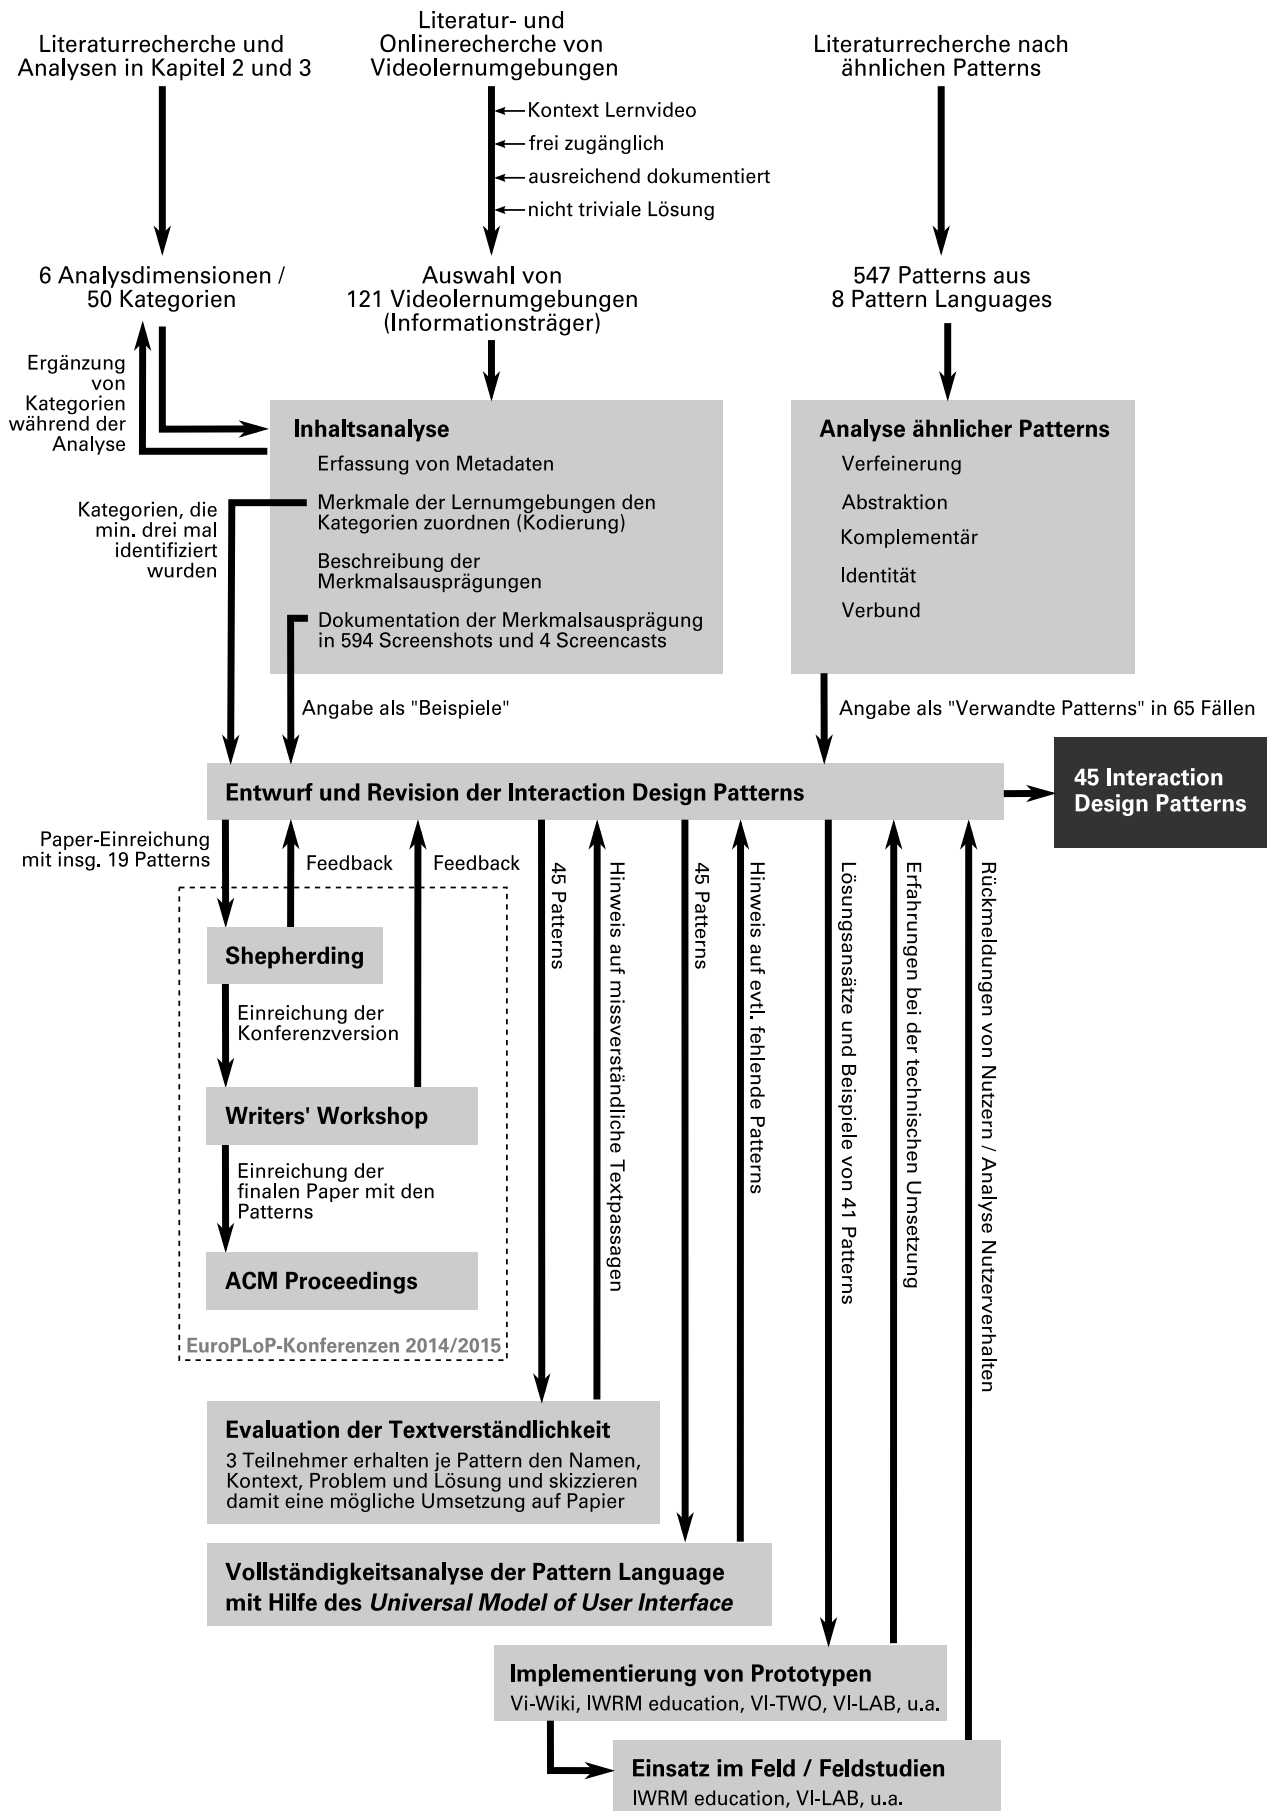 Literaturrecherche und
Analysen in Kapitel 2 und 3
Literatur- und
Onlinerecherche von
Videolernumgebungen
Literaturrecherche nach
ähnlichen Patterns
Kontext Lernvideo
frei zugänglich
ausreichend dokumentiert
nicht triviale Lösung
6 Analysdimensionen /
50 Kategorien
Auswahl von
121 Videolernumgebungen
(Informationsträger)
547 Patterns aus
8 Pattern Languages
Ergänzung
von
Kategorien
während der
Analyse
Inhaltsanalyse
Erfassung von Metadaten
Merkmale der Lernumgebungen den
Kategorien zuordnen (Kodierung)
Beschreibung der
Merkmalsausprägungen
Dokumentation der Merkmalsausprägung
in 594 Screenshots und 4 Screencasts
Analyse ähnlicher Patterns
Verfeinerung
Abstraktion
Komplementär
Identität
Verbund
Kategorien, die
min. drei mal
identifiziert
wurden
Angabe als "Beispiele"
Angabe als "Verwandte Patterns" in 65 Fällen
Entwurf und Revision der Interaction Design Patterns
45 Interaction
Design Patterns
Paper-Einreichung
mit insg. 19 Patterns
Feedback
Feedback
45 Patterns
Hinweis auf missverständliche Textpassagen
45 Patterns
Hinweis auf evtl. fehlende Patterns
Lösungsansätze und Beispiele von 41 Patterns
Erfahrungen bei der technischen Umsetzung
Rückmeldungen von Nutzern / Analyse Nutzerverhalten
Shepherding
Einreichung der
Konferenzversion
Writers' Workshop
Einreichung der
finalen Paper mit den
Patterns
ACM Proceedings
EuroPLoP-Konferenzen 2014/2015
Evaluation der Textverständlichkeit
3 Teilnehmer erhalten je Pattern den Namen,
Kontext, Problem und Lösung und skizzieren
damit eine mögliche Umsetzung auf Papier
Vollständigkeitsanalyse der Pattern Language
mit Hilfe des Universal Model of User Interface
Implementierung von Prototypen
Vi-Wiki, IWRM education, VI-TWO, VI-LAB, u.a.
Einsatz im Feld / Feldstudien
IWRM education, VI-LAB, u.a.